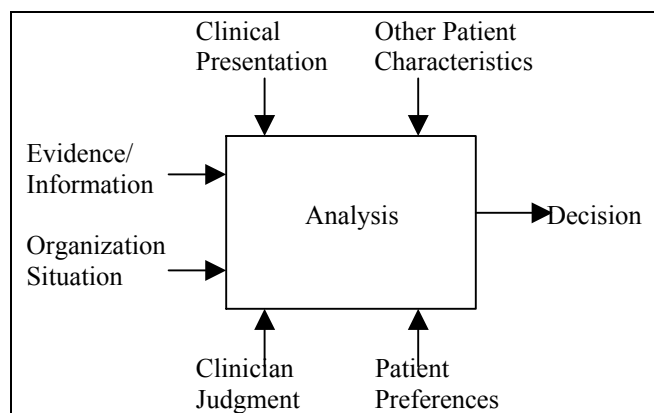 Clinical
Presentation
Other Patient
Characteristics
Evidence/
Information
Analysis
Decision
Organization
Situation
Clinician
Judgment
Patient
Preferences